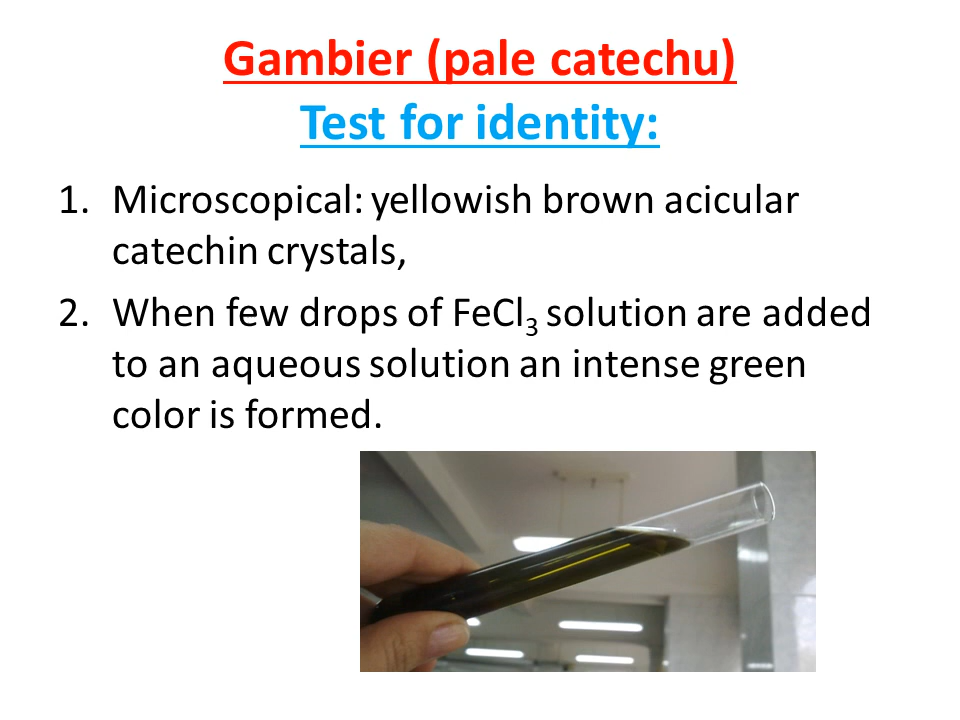 Gambier (pale catechu)
Test for identity:
1. Microscopical: yellowish brown acicular
catechin crystals,
2. When few drops of FeCl₃ solution are added
to an aqueous solution an intense green
color is formed.